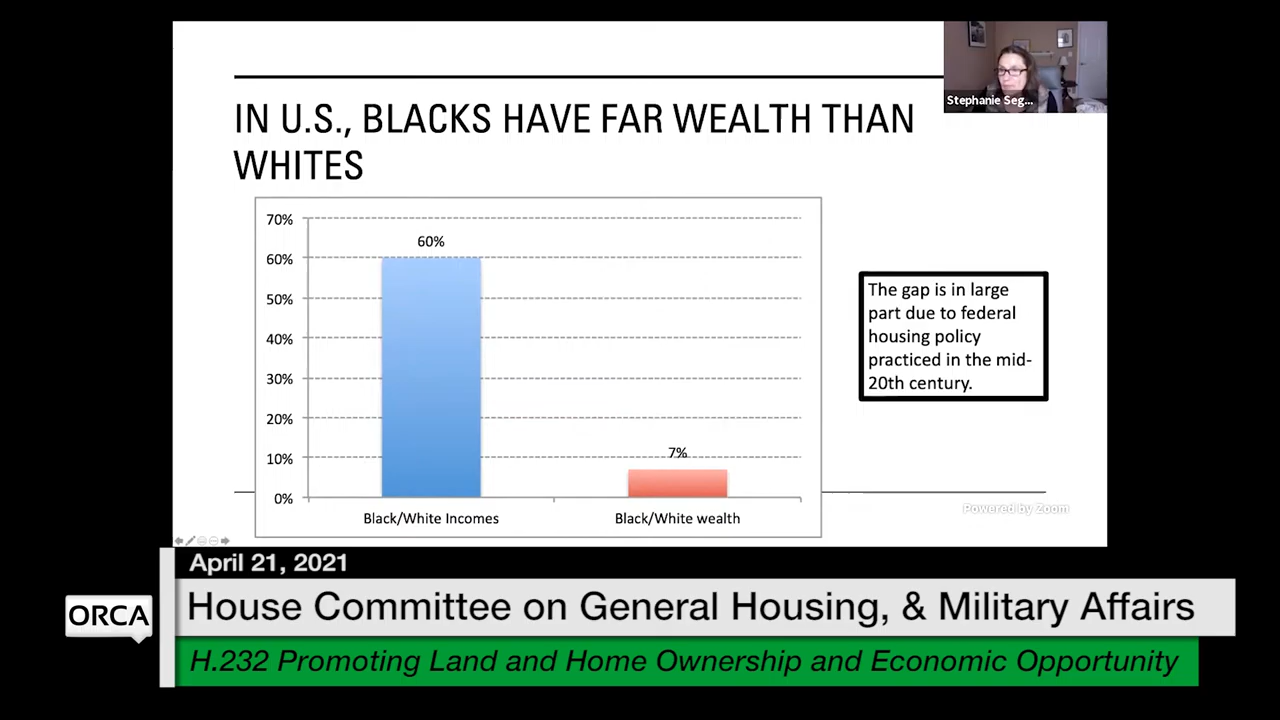 IN U.S., BLACKS HAVE FAR WEALTH THAN
WHITES
Stephanie Seg...
70%
60%
50%
40%
30%
20%
10%
0%
60%
7%
Black/White Incomes
Black/White wealth
The gap is in large
part due to federal
housing policy
practiced in the mid-
20th century.
Powered by Zoom
April 21, 2021
ORCA
House Committee on General Housing, & Military Affairs
H.232 Promoting Land and Home Ownership and Economic Opportunity